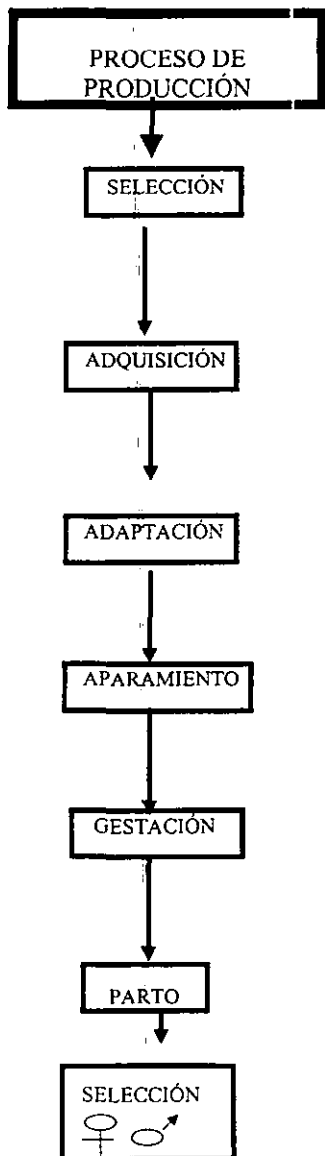 PROCESO DE
PRODUCCIÓN
SELECCIÓN
ADQUISICIÓN
ADAPTACIÓN
APARAMIENTO
GESTACIÓN
PARTO
SELECCIÓN